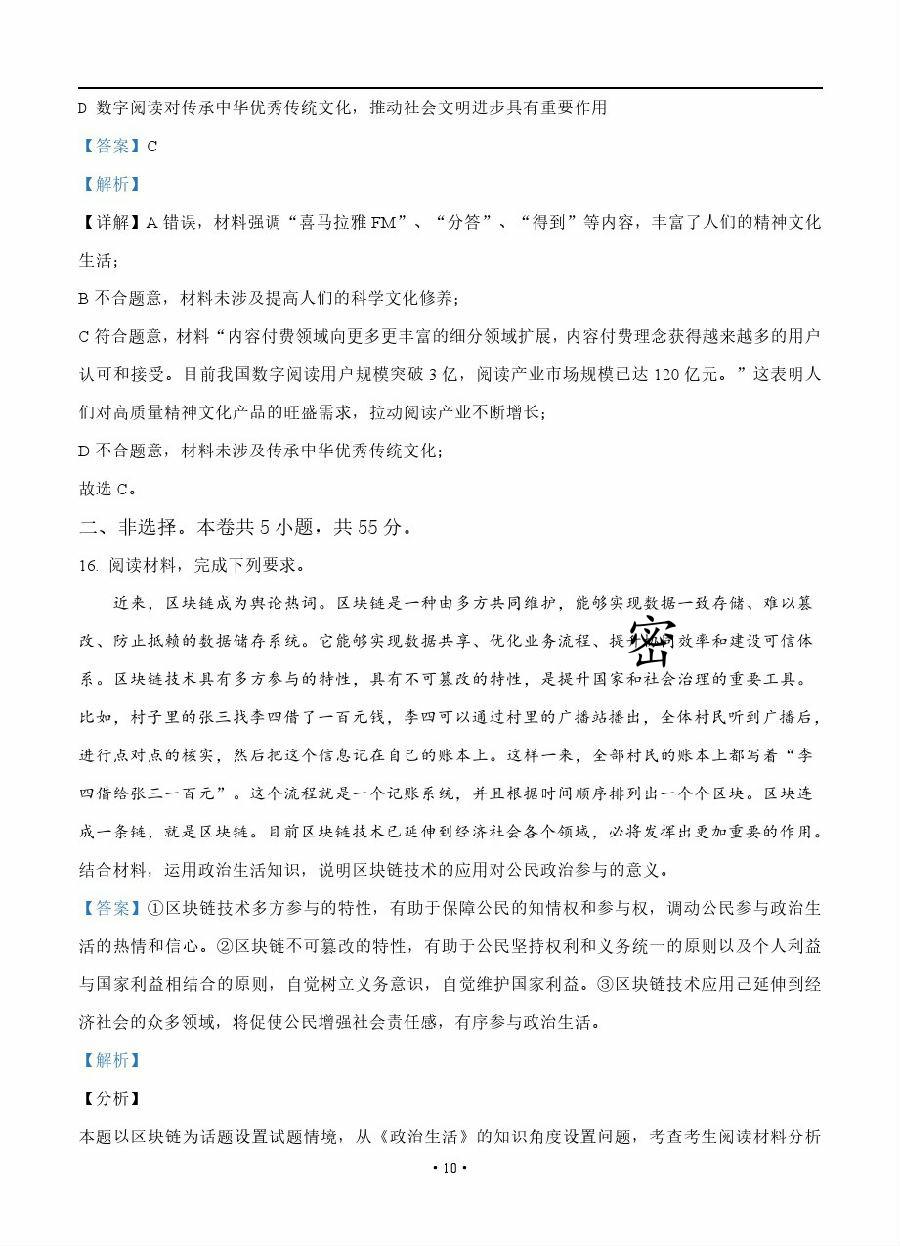 D 数字阅读对传承中华优秀传统文化，推动社会文明进步具有重要作用
【答案】C
【解析】
【详解】A 错误，材料强调“喜马拉雅 FM”、“分答”、“得到”等内容，丰富了人们的精神文化
生活；
B 不合题意，材料未涉及提高人们的科学文化修养；
C 符合题意，材料“内容付费领域向更多更丰富的细分领域扩展，内容付费理念获得越来越多的用户
认可和接受。目前我国数字阅读用户规模突破 3 亿，阅读产业市场规模已达 120 亿元。”这表明人
们对高质量精神文化产品的旺盛需求，拉动阅读产业不断增长；
D 不合题意，材料未涉及传承中华优秀传统文化；
故选 C。
二、非选择。本卷共 5 小题，共 55 分.
16. 阅读材料，完成下列要求。
近来，区块链成为舆论热词。区块链是一种由多方共同维护，能够实现数据一致存储、难以篡
改、防止抵赖的数据储存系统。它能够实现数据共享、优化业务流程、提升协同效率和建设可信体
密
系。区块链技术具有多方参与的特性，具有不可篡改的特性，是提升国家和社会治理的重要工具。
比如，村子里的张三找李四借了一百元钱，李四可以通过村里的广播站播出，全体村民听到广播后，
进行点对点的核实，然后把这个信息记在自己的账本上。这样一来，全部村民的账本上都写着“李
四借给张三一百元”。这个流程就是一个记账系统，并且根据时间顺序排列出一个个区块。区块连
成一条链，就是区块链。目前区块链技术已延伸到经济社会各个领域，必将发挥出更加重要的作用。
结合材料，运用政治生活知识，说明区块链技术的应用对公民政治参与的意义。
【答案】①区块链技术多方参与的特性，有助于保障公民的知情权和参与权，调动公民参与政治生
活的热情和信心。②区块链不可篡改的特性，有助于公民坚持权利和义务统一的原则以及个人利益
与国家利益相结合的原则，自觉树立义务意识，自觉维护国家利益。③区块链技术应用已延伸到经
济社会的众多领域，将促使公民增强社会责任感，有序参与政治生活。
【解析】
【分析】
本题以区块链为话题设置试题情境，从《政治生活》的知识角度设置问题，考查考生阅读材料分析
· 10 ·